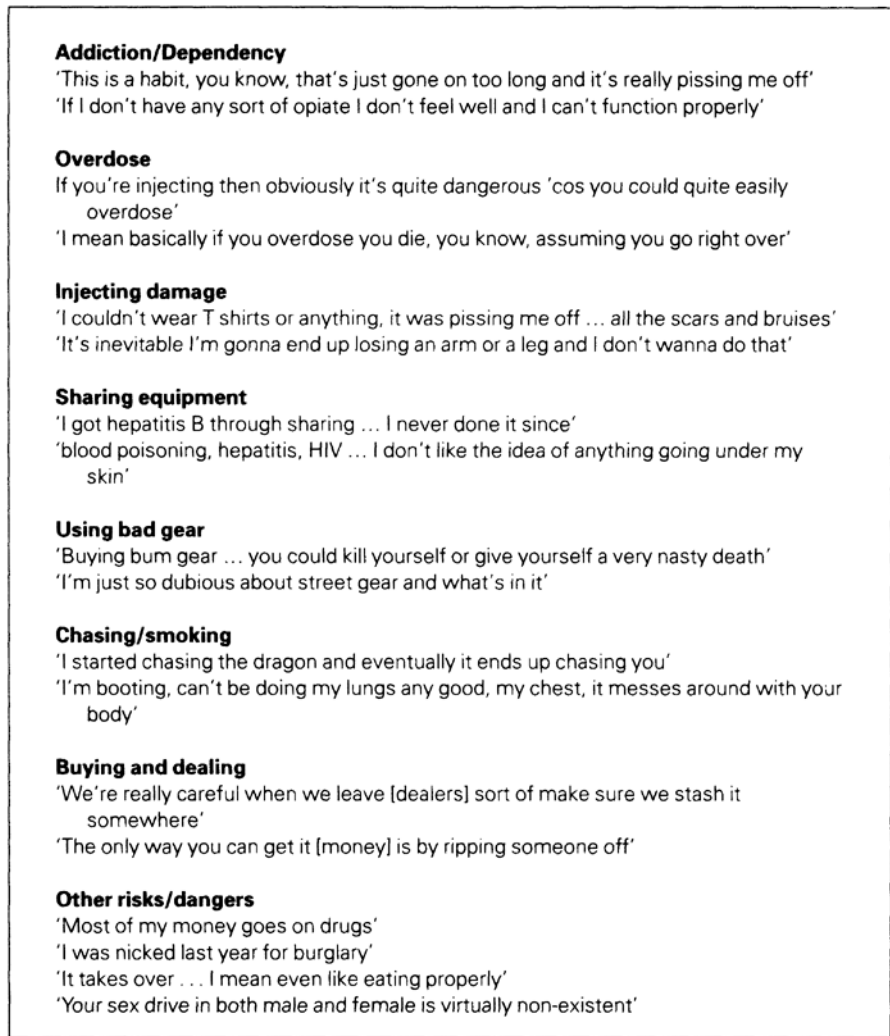 Addiction/Dependency
'This is a habit, you know, that's just gone on too long and it's really pissing me off'
'If I don't have any sort of opiate I don't feel well and I can't function properly'
Overdose
If you're injecting then obviously it's quite dangerous 'cos you could quite easily
overdose'
'I mean basically if you overdose you die, you know, assuming you go right over'
Injecting damage
'I couldn't wear T shirts or anything, it was pissing me off ... all the scars and bruises'
'It's inevitable I'm gonna end up losing an arm or a leg and I don't wanna do that'
Sharing equipment
'I got hepatitis B through sharing ... I never done it since'
'blood poisoning, hepatitis, HIV ... I don't like the idea of anything going under my
skin'
Using bad gear
'Buying bum gear ... you could kill yourself or give yourself a very nasty death'
'I'm just so dubious about street gear and what's in it'
Chasing/smoking
'I started chasing the dragon and eventually it ends up chasing you'
'I'm booting, can't be doing my lungs any good, my chest, it messes around with your
body'
Buying and dealing
'We're really careful when we leave [dealers] sort of make sure we stash it
somewhere'
'The only way you can get it [money] is by ripping someone off'
Other risks/dangers
'Most of my money goes on drugs'
'I was nicked last year for burglary'
'It takes over ... I mean even like eating properly'
'Your sex drive in both male and female is virtually non-existent'